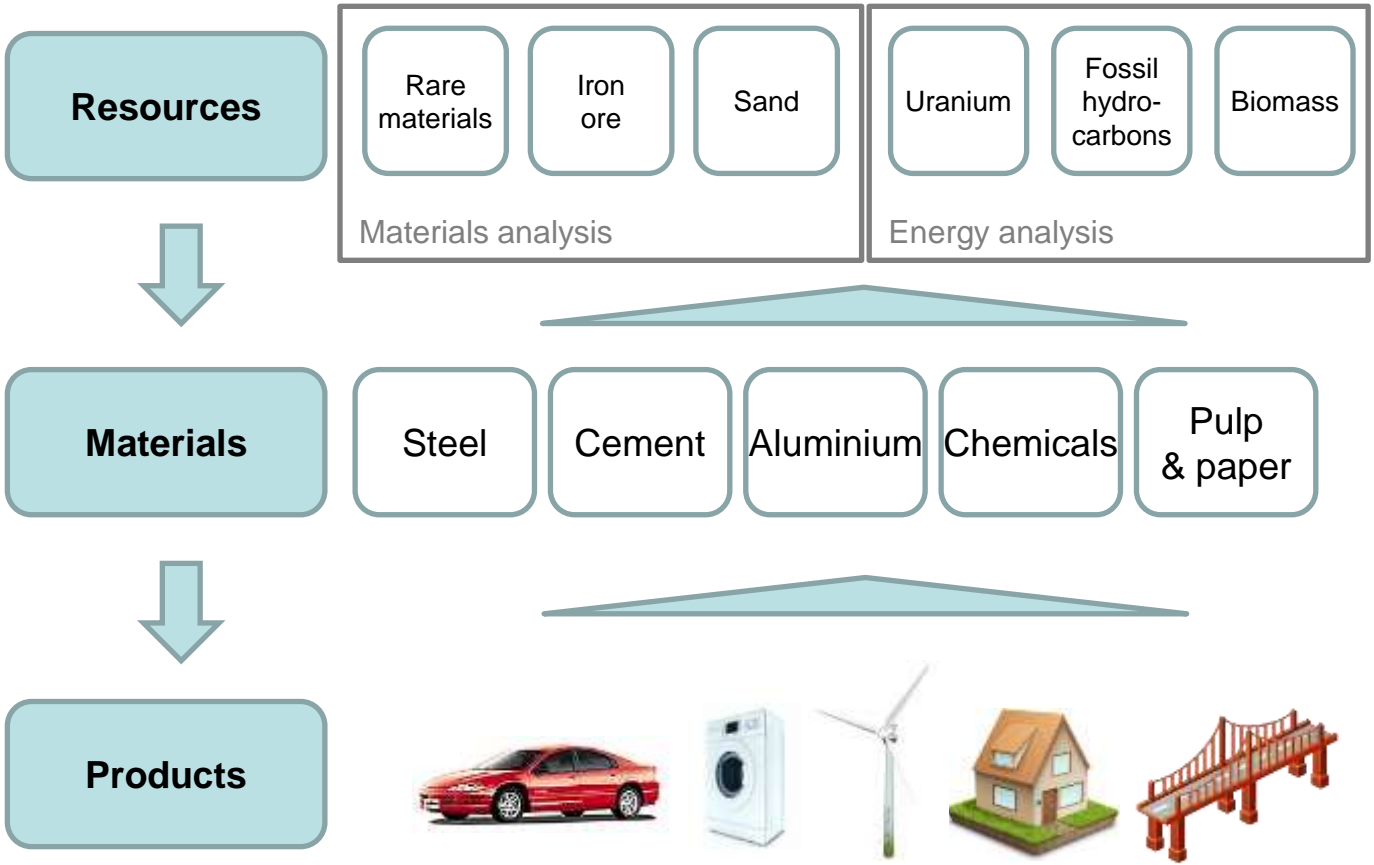 Resources
Rare
materials
Iron
ore
Sand
Uranium
Fossil
hydro-
carbons
Biomass
Materials analysis
Energy analysis
Materials
Steel
Cement
Aluminium
Chemicals
Pulp
& paper
Products